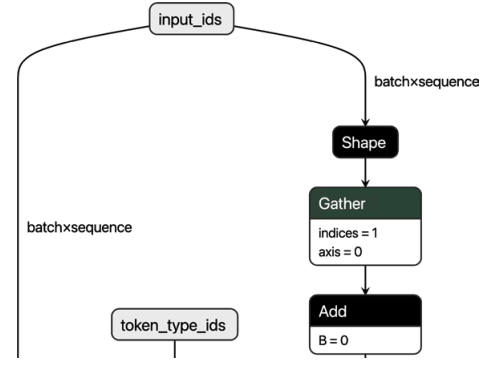 input_ids
batch×sequence
Shape
Gather
indices = 1
axis = 0
batch×sequence
Add
B = 0
token_type_ids